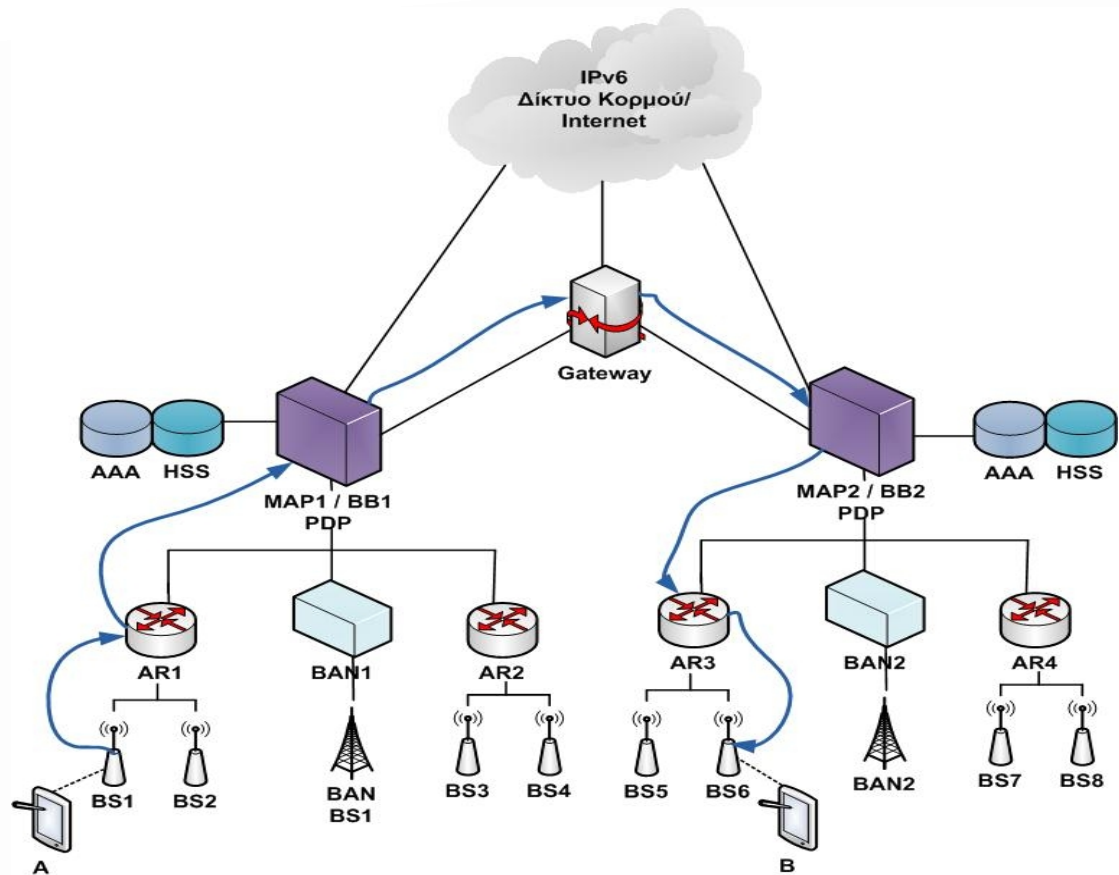 IPv6
Δίκτυο Κορμού/
Internet
Gateway
AAA
HSS
MAP1 / BB1
PDP
MAP2 / BB2
PDP
AAA
HSS
AR1
BAN1
AR2
AR3
BAN2
AR4
BS1
BS2
BAN
BS1
BS3
BS4
BS5
BS6
BAN2
BS7
BS8
A
B